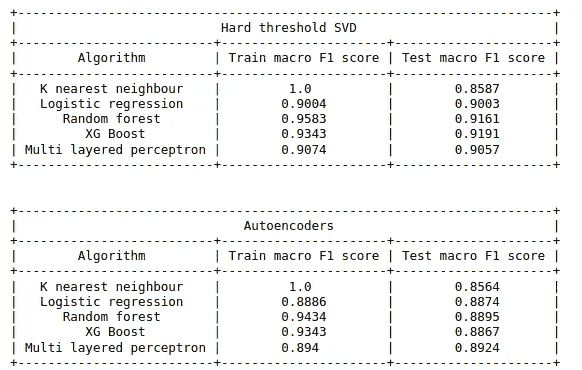 Hard threshold SVD
Algorithm | Train macro F1 score | Test macro F1 score
K nearest neighbour | 1.0 | 0.8587
Logistic regression | 0.9004 | 0.9003
Random forest | 0.9583 | 0.9161
XG Boost | 0.9343 | 0.9191
Multi layered perceptron | 0.9074 | 0.9057
Autoencoders
Algorithm | Train macro F1 score | Test macro F1 score
K nearest neighbour | 1.0 | 0.8564
Logistic regression | 0.8886 | 0.8874
Random forest | 0.9434 | 0.8895
XG Boost | 0.9343 | 0.8867
Multi layered perceptron | 0.894 | 0.8924